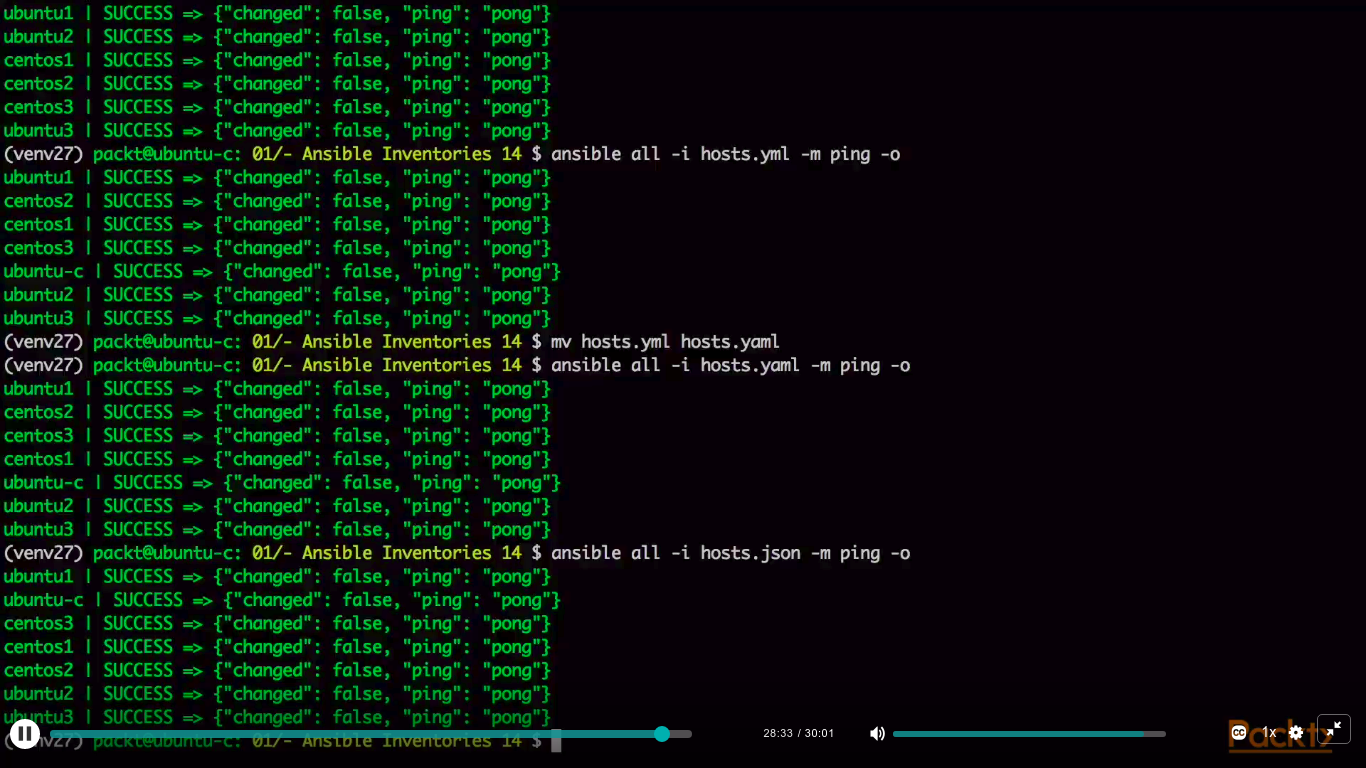 ubuntu1 | SUCCESS => {"changed": false, "ping": "pong"}
ubuntu2 | SUCCESS => {"changed": false, "ping": "pong"}
centos1 | SUCCESS => {"changed": false, "ping": "pong"}
centos2 | SUCCESS => {"changed": false, "ping": "pong"}
centos3 | SUCCESS => {"changed": false, "ping": "pong"}
ubuntu3 | SUCCESS => {"changed": false, "ping": "pong"}
(venv27) packt@ubuntu-c: 01/- Ansible Inventories 14 $ ansible all -i hosts.yml -m ping -o
ubuntu1 | SUCCESS => {"changed": false, "ping": "pong"}
centos2 | SUCCESS => {"changed": false, "ping": "pong"}
centos1 | SUCCESS => {"changed": false, "ping": "pong"}
centos3 | SUCCESS => {"changed": false, "ping": "pong"}
ubuntu-c | SUCCESS => {"changed": false, "ping": "pong"}
ubuntu2 | SUCCESS => {"changed": false, "ping": "pong"}
ubuntu3 | SUCCESS => {"changed": false, "ping": "pong"}
(venv27) packt@ubuntu-c: 01/- Ansible Inventories 14 $ mv hosts.yml hosts.yaml
(venv27) packt@ubuntu-c: 01/- Ansible Inventories 14 $ ansible all -i hosts.yaml -m ping -o
ubuntu1 | SUCCESS => {"changed": false, "ping": "pong"}
centos2 | SUCCESS => {"changed": false, "ping": "pong"}
centos3 | SUCCESS => {"changed": false, "ping": "pong"}
centos1 | SUCCESS => {"changed": false, "ping": "pong"}
ubuntu-c | SUCCESS => {"changed": false, "ping": "pong"}
ubuntu2 | SUCCESS => {"changed": false, "ping": "pong"}
ubuntu3 | SUCCESS => {"changed": false, "ping": "pong"}
(venv27) packt@ubuntu-c: 01/- Ansible Inventories 14 $ ansible all -i hosts.json -m ping -o
ubuntu1 | SUCCESS => {"changed": false, "ping": "pong"}
ubuntu-c | SUCCESS => {"changed": false, "ping": "pong"}
centos3 | SUCCESS => {"changed": false, "ping": "pong"}
centos1 | SUCCESS => {"changed": false, "ping": "pong"}
centos2 | SUCCESS => {"changed": false, "ping": "pong"}
ubuntu2 | SUCCESS => {"changed": false, "ping": "pong"}
ubuntu3 | SUCCESS => {"changed": false, "ping": "pong"}
(venv27) packt@ubuntu-c: 01/- Ansible Inventories 14 $
28:33 / 30:01
CC
1x
Packt>